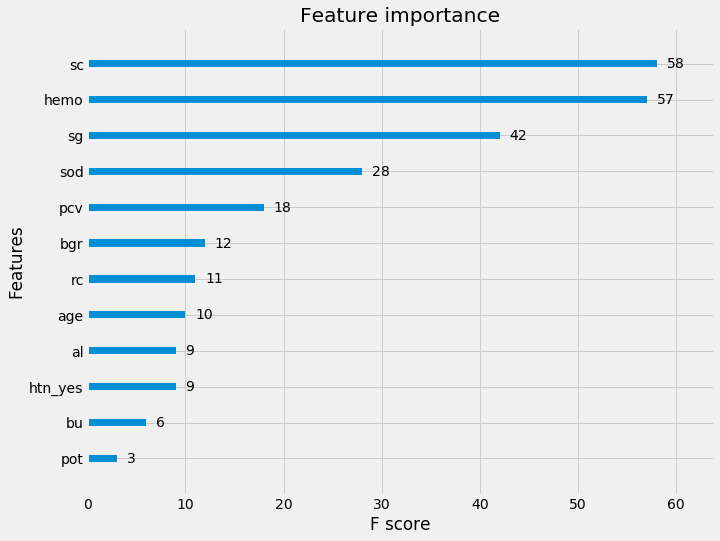 Feature importance
sc 58
hemo 57
sg 42
sod 28
pcv 18
bgr 12
rc 11
age 10
al 9
htn_yes 9
bu 6
pot 3
0 10 20 30 40 50 60
F score
Features